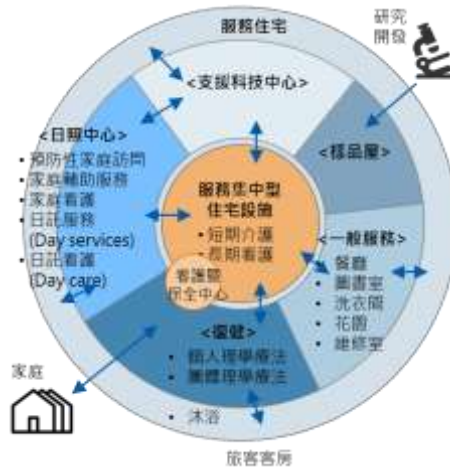 服務住宅
研究
開發
<支援科技中心>
<日照中心>
• 預防性家庭訪問
• 家庭輔助服務
• 家庭看護
• 日託服務
(Day services)
• 日託看護
(Day care)
<樣品屋>
服務集中型
住宅設施
• 短期介護
• 長期看護
看護暨
安全中心
<一般服務>
• 餐廳
• 圖書室
• 洗衣間
• 花園
• 維修室
<復健>
• 個人理學療法
• 團體理學療法
• 沐浴
家庭
旅客客房